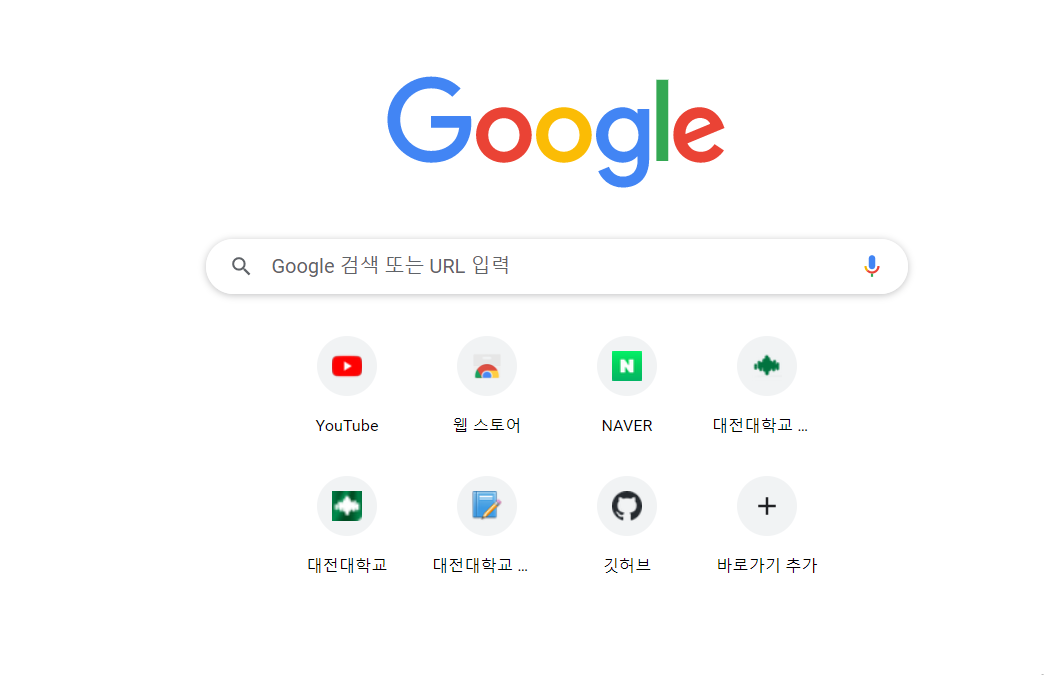 Google
Google 검색 또는 URL 입력
YouTube
웹 스토어
NAVER
대전대학교 ...
대전대학교
대전대학교 ...
깃허브
바로가기 추가